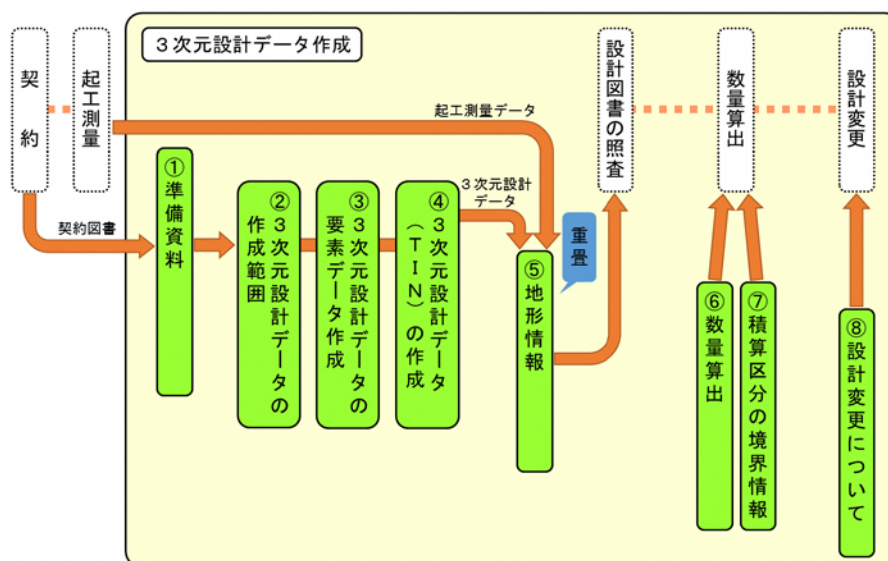 3次元設計データ作成
契約
起工測量
設計図書の照査
数量算出
設計変更
起工測量データ
契約図書
3次元設計
データ
重畳
①準備資料
②3次元設計データの
作成範囲
③3次元設計データの
要素データ作成
④3次元設計データ
(TIN)の作成
⑤地形情報
⑥数量算出
⑦積算区分の境界情報
⑧設計変更について